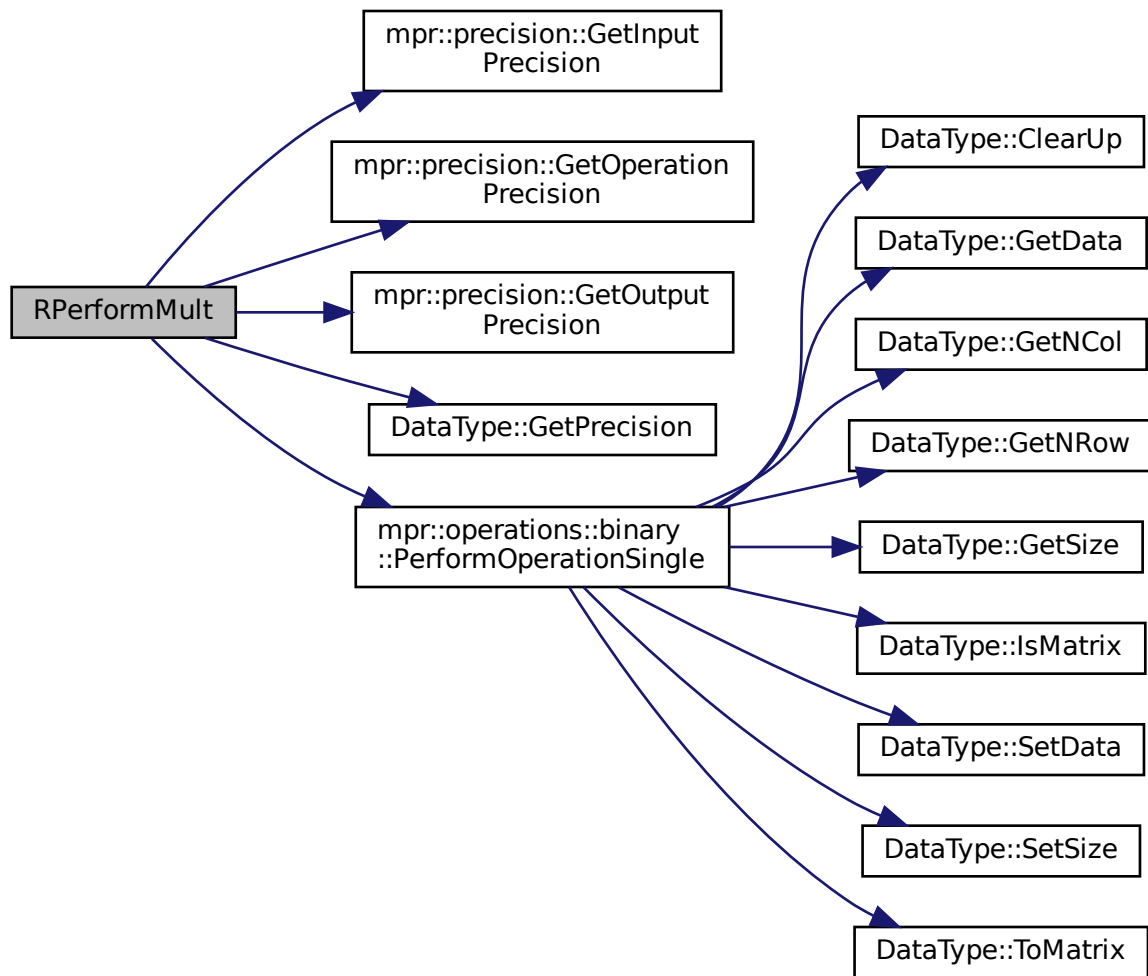 RPerformMult
mpr::precision::GetInput
Precision
mpr::precision::GetOperation
Precision
mpr::precision::GetOutput
Precision
DataType::GetPrecision
mpr::operations::binary
::PerformOperationSingle
DataType::ClearUp
DataType::GetData
DataType::GetNCol
DataType::GetNRow
DataType::GetSize
DataType::IsMatrix
DataType::SetData
DataType::SetSize
DataType::ToMatrix